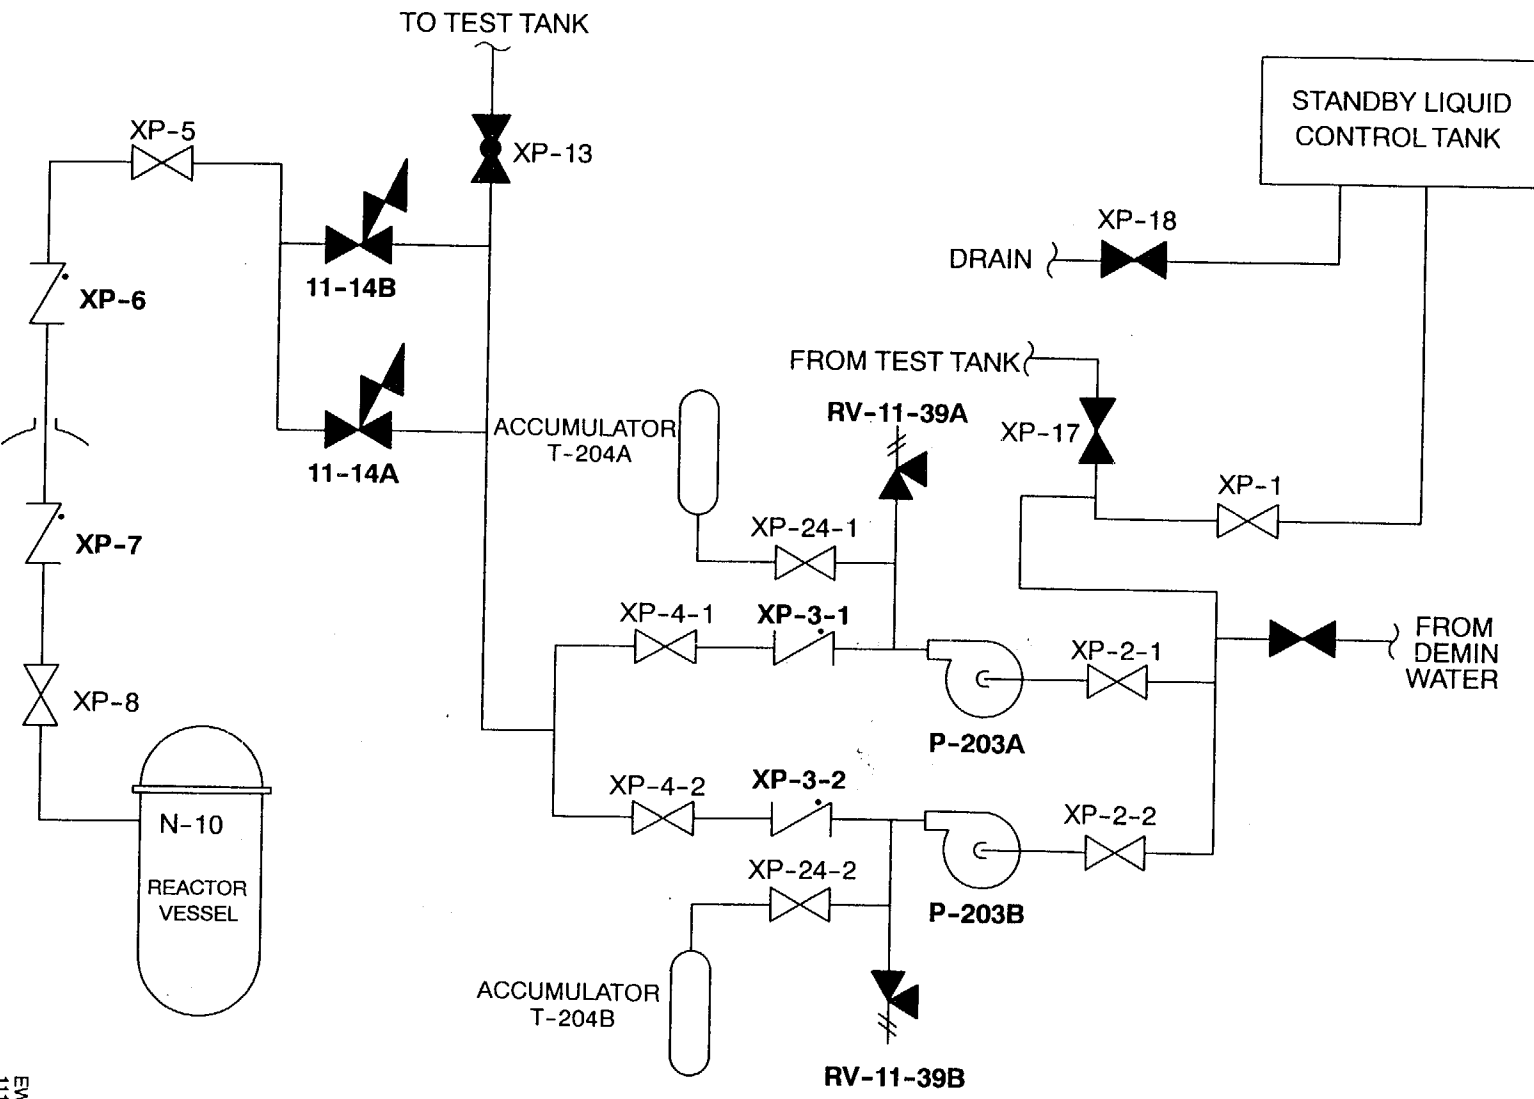 TO TEST TANK
XP-5
XP-13
STANDBY LIQUID
CONTROL TANK
XP-18
DRAIN
XP-6
11-14B
FROM TEST TANK
RV-11-39A
ACCUMULATOR
T-204A
XP-17
11-14A
XP-1
XP-24-1
XP-7
XP-4-1
XP-3-1
XP-2-1
FROM
DEMIN
WATER
XP-8
P-203A
XP-4-2
XP-3-2
XP-2-2
N-10
XP-24-2
REACTOR
VESSEL
P-203B
ACCUMULATOR
T-204B
RV-11-39B